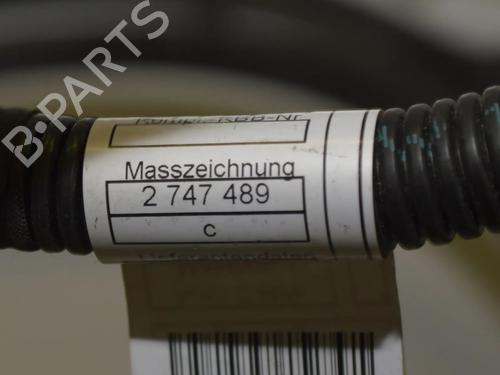 B-PARTS
Masszeichnung
2 747 489
c